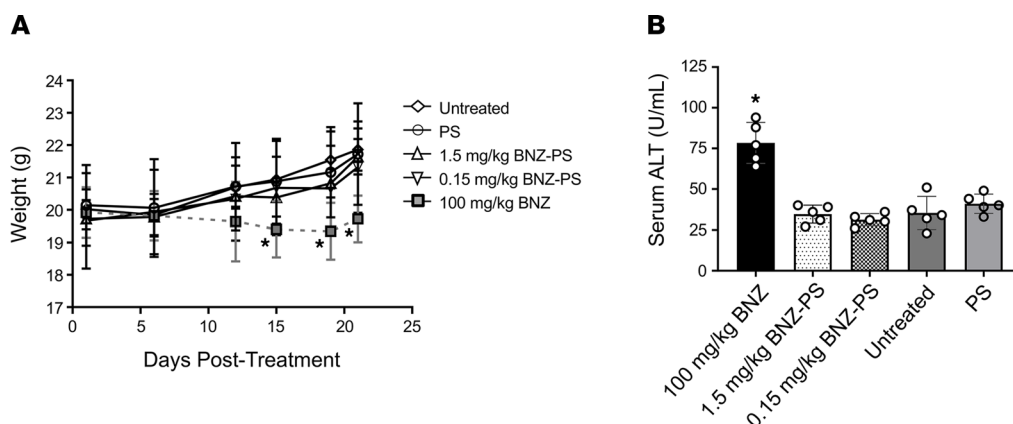 A
Weight (g)
24
23
22
21
20
19
18
17
0
5
10
15
20
25
Days Post-Treatment
*
*
*
Untreated
PS
1.5 mg/kg BNZ-PS
0.15 mg/kg BNZ-PS
100 mg/kg BNZ
B
Serum ALT (U/mL)
125
100
75
50
25
0
*
100 mg/kg BNZ
1.5 mg/kg BNZ-PS
0.15 mg/kg BNZ-PS
Untreated
PS